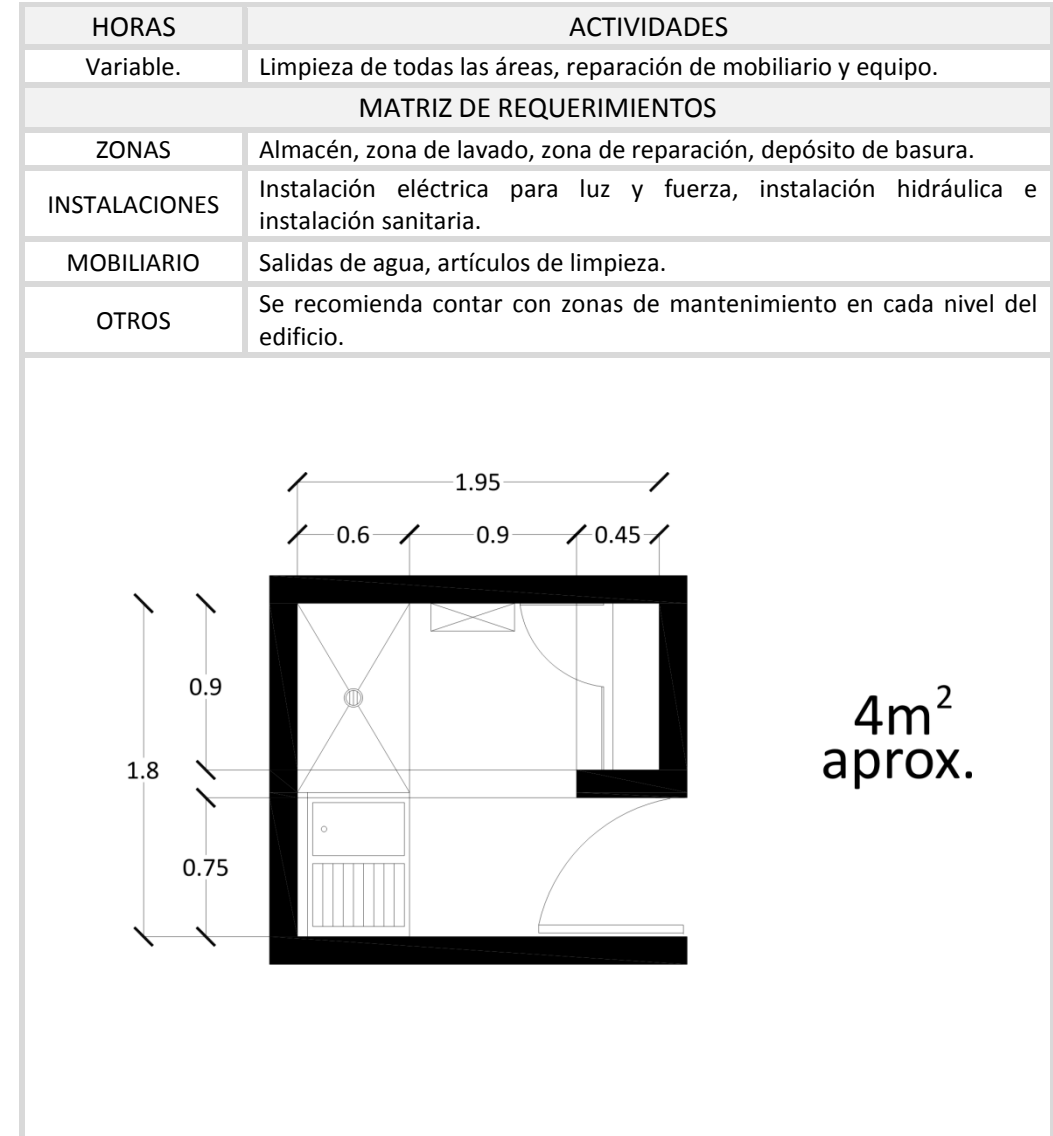 HORAS ACTIVIDADES
Variable. Limpieza de todas las áreas, reparación de mobiliario y equipo.
MATRIZ DE REQUERIMIENTOS
ZONAS Almacén, zona de lavado, zona de reparación, depósito de basura.
INSTALACIONES Instalación eléctrica para luz y fuerza, instalación hidráulica e
instalación sanitaria.
MOBILIARIO Salidas de agua, artículos de limpieza.
OTROS Se recomienda contar con zonas de mantenimiento en cada nivel del
edificio.
1.95
0.6 0.9 0.45
0.9
1.8
0.75
4m²
aprox.